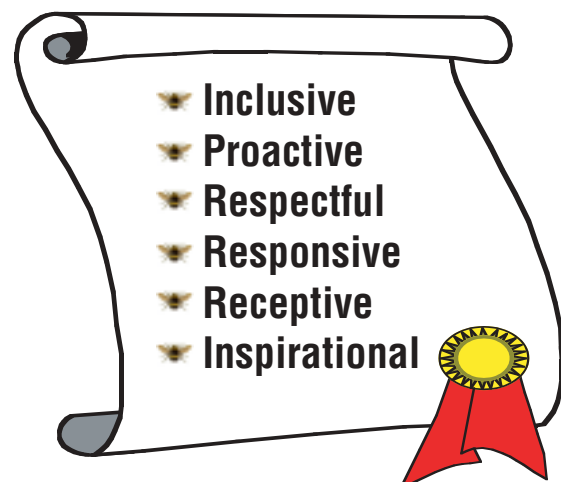 Inclusive
Proactive
Respectful
Responsive
Receptive
Inspirational